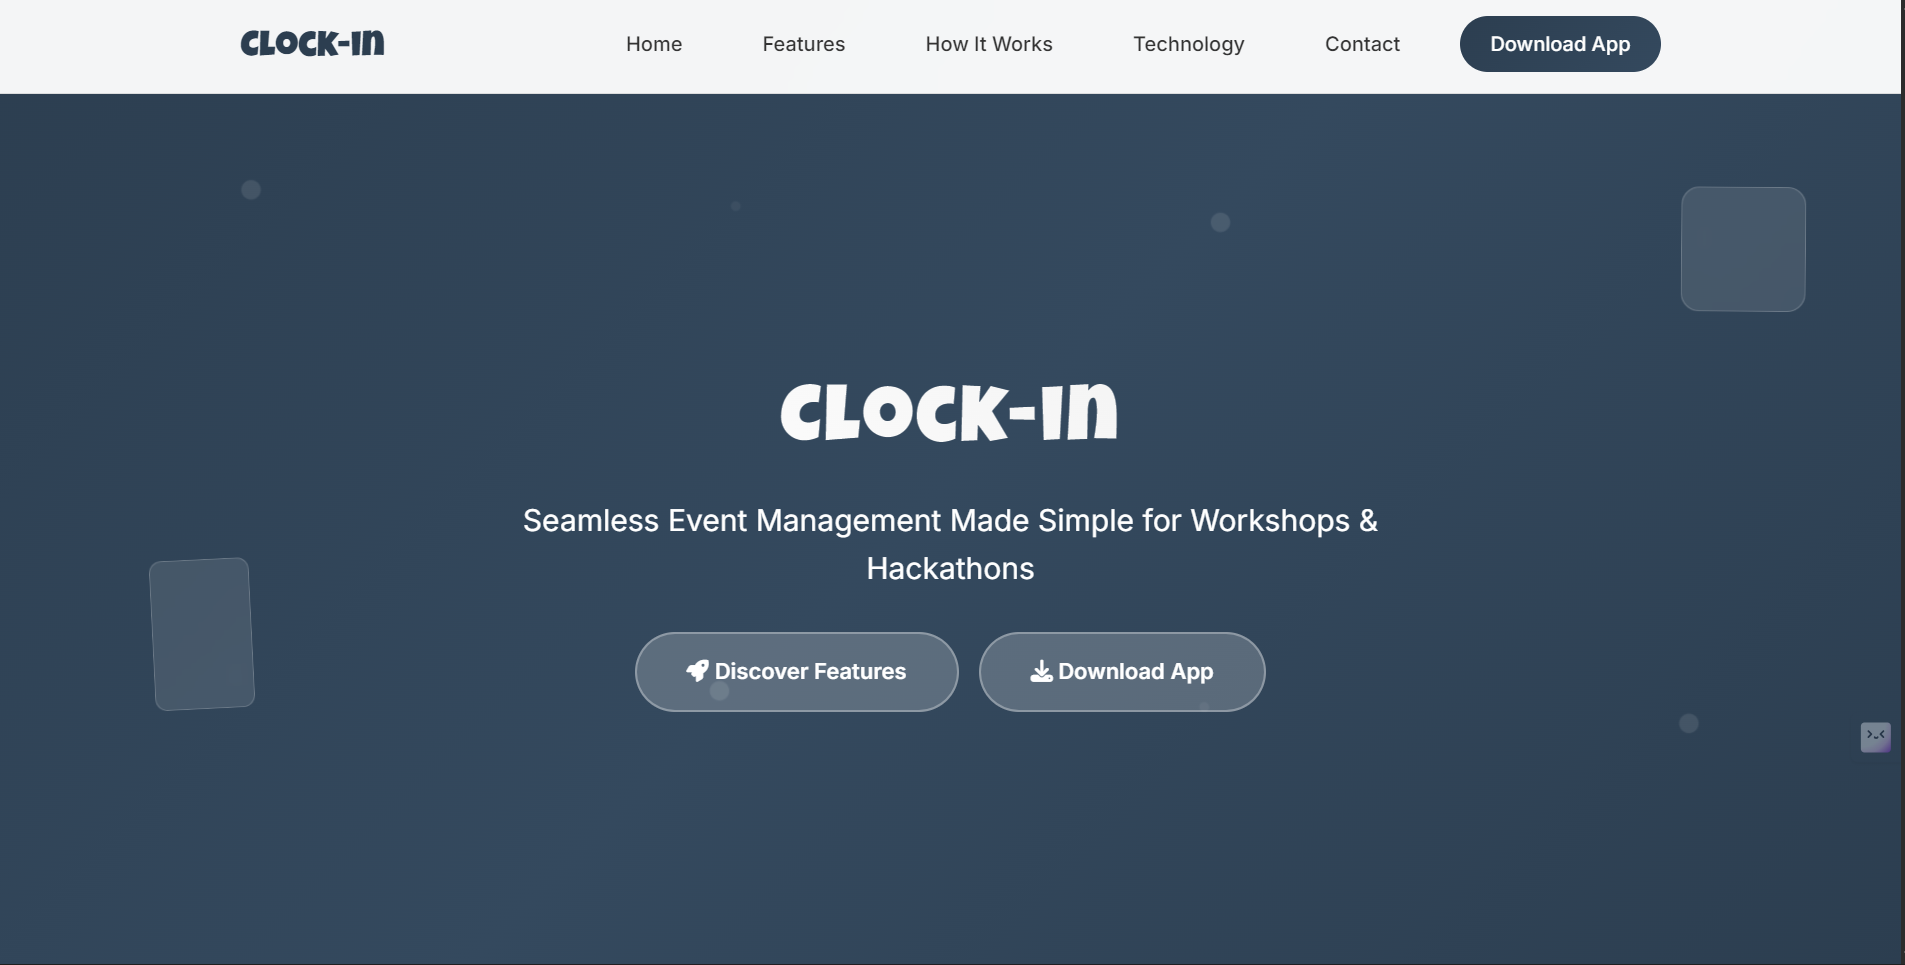 CLOCK-In
Home
Features
How It Works
Technology
Contact
Download App
CLOCK-In
Seamless Event Management Made Simple for Workshops &
Hackathons
Discover Features
Download App